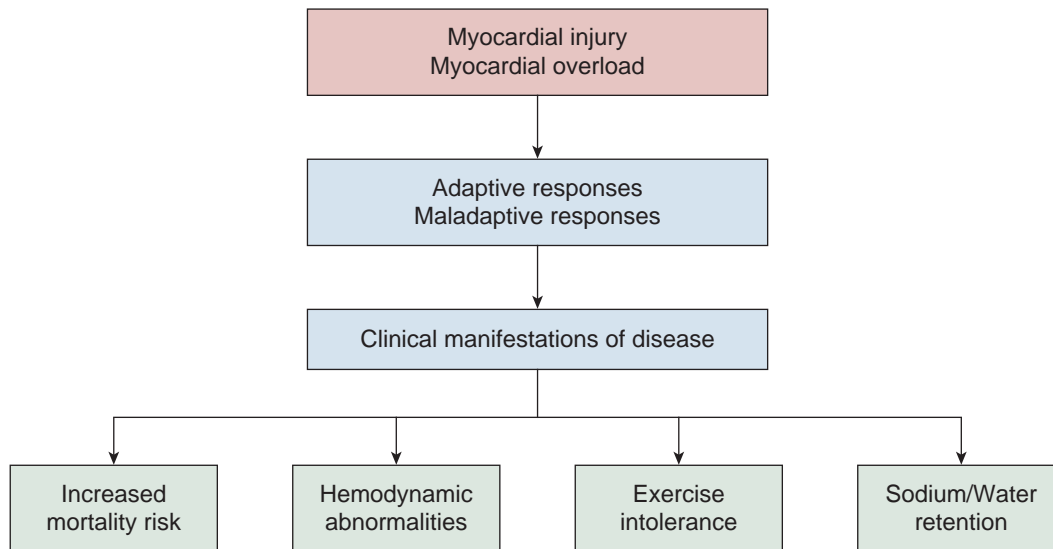 Myocardial injury
Myocardial overload
Adaptive responses
Maladaptive responses
Clinical manifestations of disease
Increased
mortality risk
Hemodynamic
abnormalities
Exercise
intolerance
Sodium/Water
retention